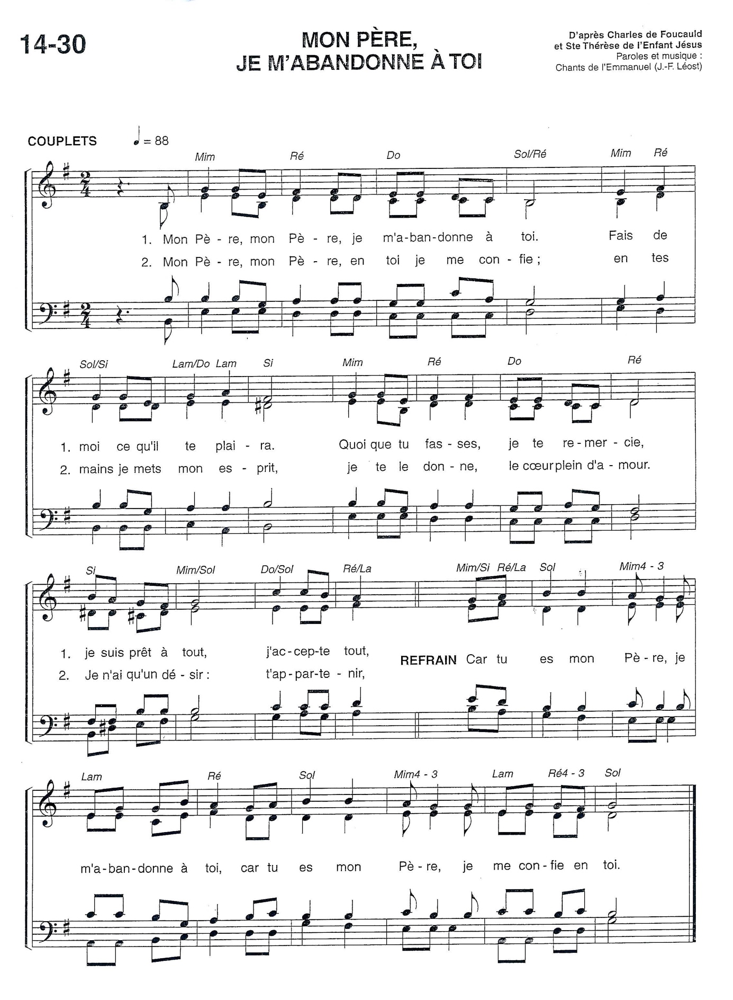 14-30
MON PÈRE,
JE M'ABANDONNE À TOI
D'après Charles de Foucauld
et Ste Thérèse de l'Enfant Jésus
Paroles et musique :
Chants de l'Emmanuel (J.-F. Léost)
COUPLETS = 88
Mim Ré Do Sol/Ré Mim Ré
1. Mon Pè - re, mon Pè - re, je m'a-ban-donne à toi. Fais de
2. Mon Pè - re, mon Pè - re, en toi je me con - fie ; en tes
Sol/Si Lam/Do Lam Si Mim Ré Do Ré
1. moi ce qu'il te plai - ra. Quoi que tu fas - ses, je te re-mer - cie,
2. mains je mets mon es - prit, je te le don - ne, le cœur plein d'a - mour.
Si Mim/Sol Do/Sol Ré/La Mim/Si Ré/La Sol Mim4 - 3
1. je suis prêt à tout, j'ac-cep-te tout,
REFRAIN Car tu es mon Pè - re, je
2. Je n'ai qu'un dé - sir : t'ap-par-te - nir,
Lam Ré Sol Mim4 - 3 Lam Ré4 - 3 Sol
m'a-ban-donne à toi, car tu es mon Pè - re, je me con-fie en toi.